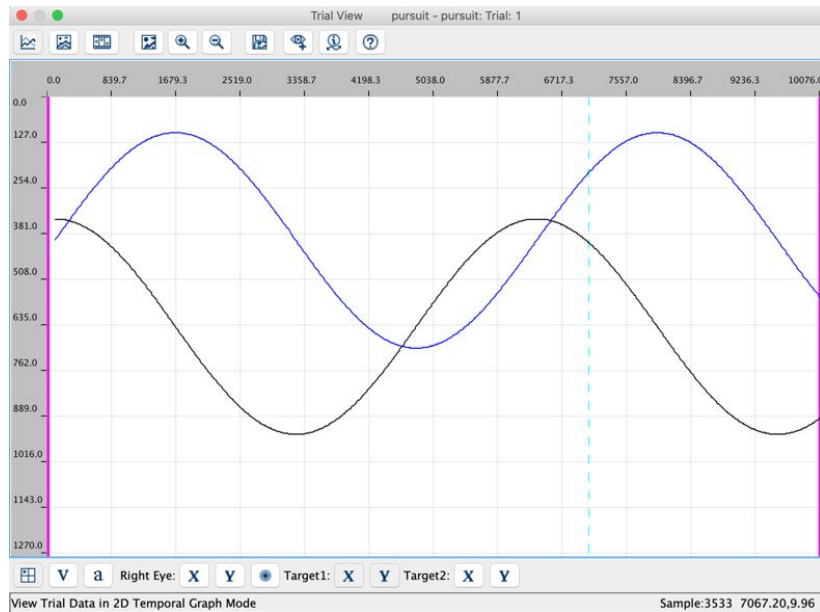 Trial View pursuit - pursuit: Trial: 1
0.0 839.7 1679.3 2519.0 3358.7 4198.3 5038.0 5877.7 6717.3 7557.0 8396.7 9236.3 10076.0
0.0
127.0
254.0
381.0
508.0
635.0
762.0
889.0
1016.0
1143.0
1270.0
V a Right Eye: X Y Target1: X Y Target2: X Y
View Trial Data in 2D Temporal Graph Mode Sample:3533 7067.20,9.96